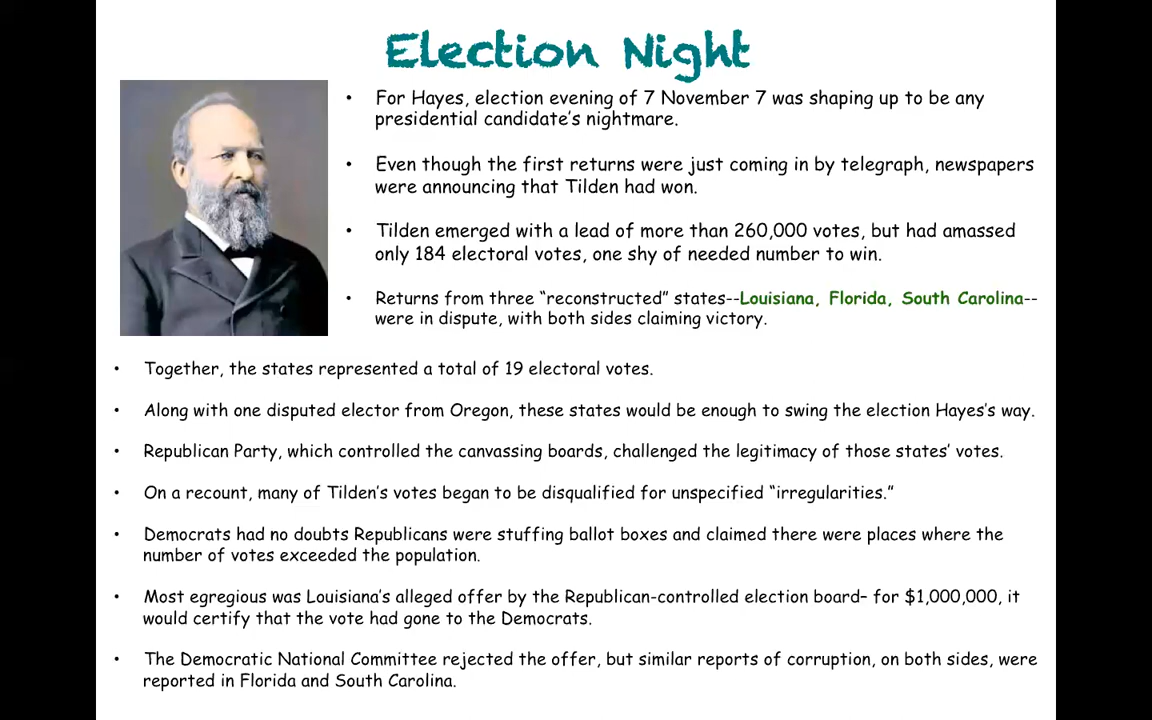 Election Night
• For Hayes, election evening of 7 November 7 was shaping up to be any
presidential candidate's nightmare.
• Even though the first returns were just coming in by telegraph, newspapers
were announcing that Tilden had won.
• Tilden emerged with a lead of more than 260,000 votes, but had amassed
only 184 electoral votes, one shy of needed number to win.
• Returns from three “reconstructed” states--Louisiana, Florida, South Carolina--
were in dispute, with both sides claiming victory.
• Together, the states represented a total of 19 electoral votes.
• Along with one disputed elector from Oregon, these states would be enough to swing the election Hayes's way.
• Republican Party, which controlled the canvassing boards, challenged the legitimacy of those states' votes.
• On a recount, many of Tilden's votes began to be disqualified for unspecified “irregularities.”
• Democrats had no doubts Republicans were stuffing ballot boxes and claimed there were places where the
number of votes exceeded the population.
• Most egregious was Louisiana's alleged offer by the Republican-controlled election board– for $1,000,000, it
would certify that the vote had gone to the Democrats.
• The Democratic National Committee rejected the offer, but similar reports of corruption, on both sides, were
reported in Florida and South Carolina.